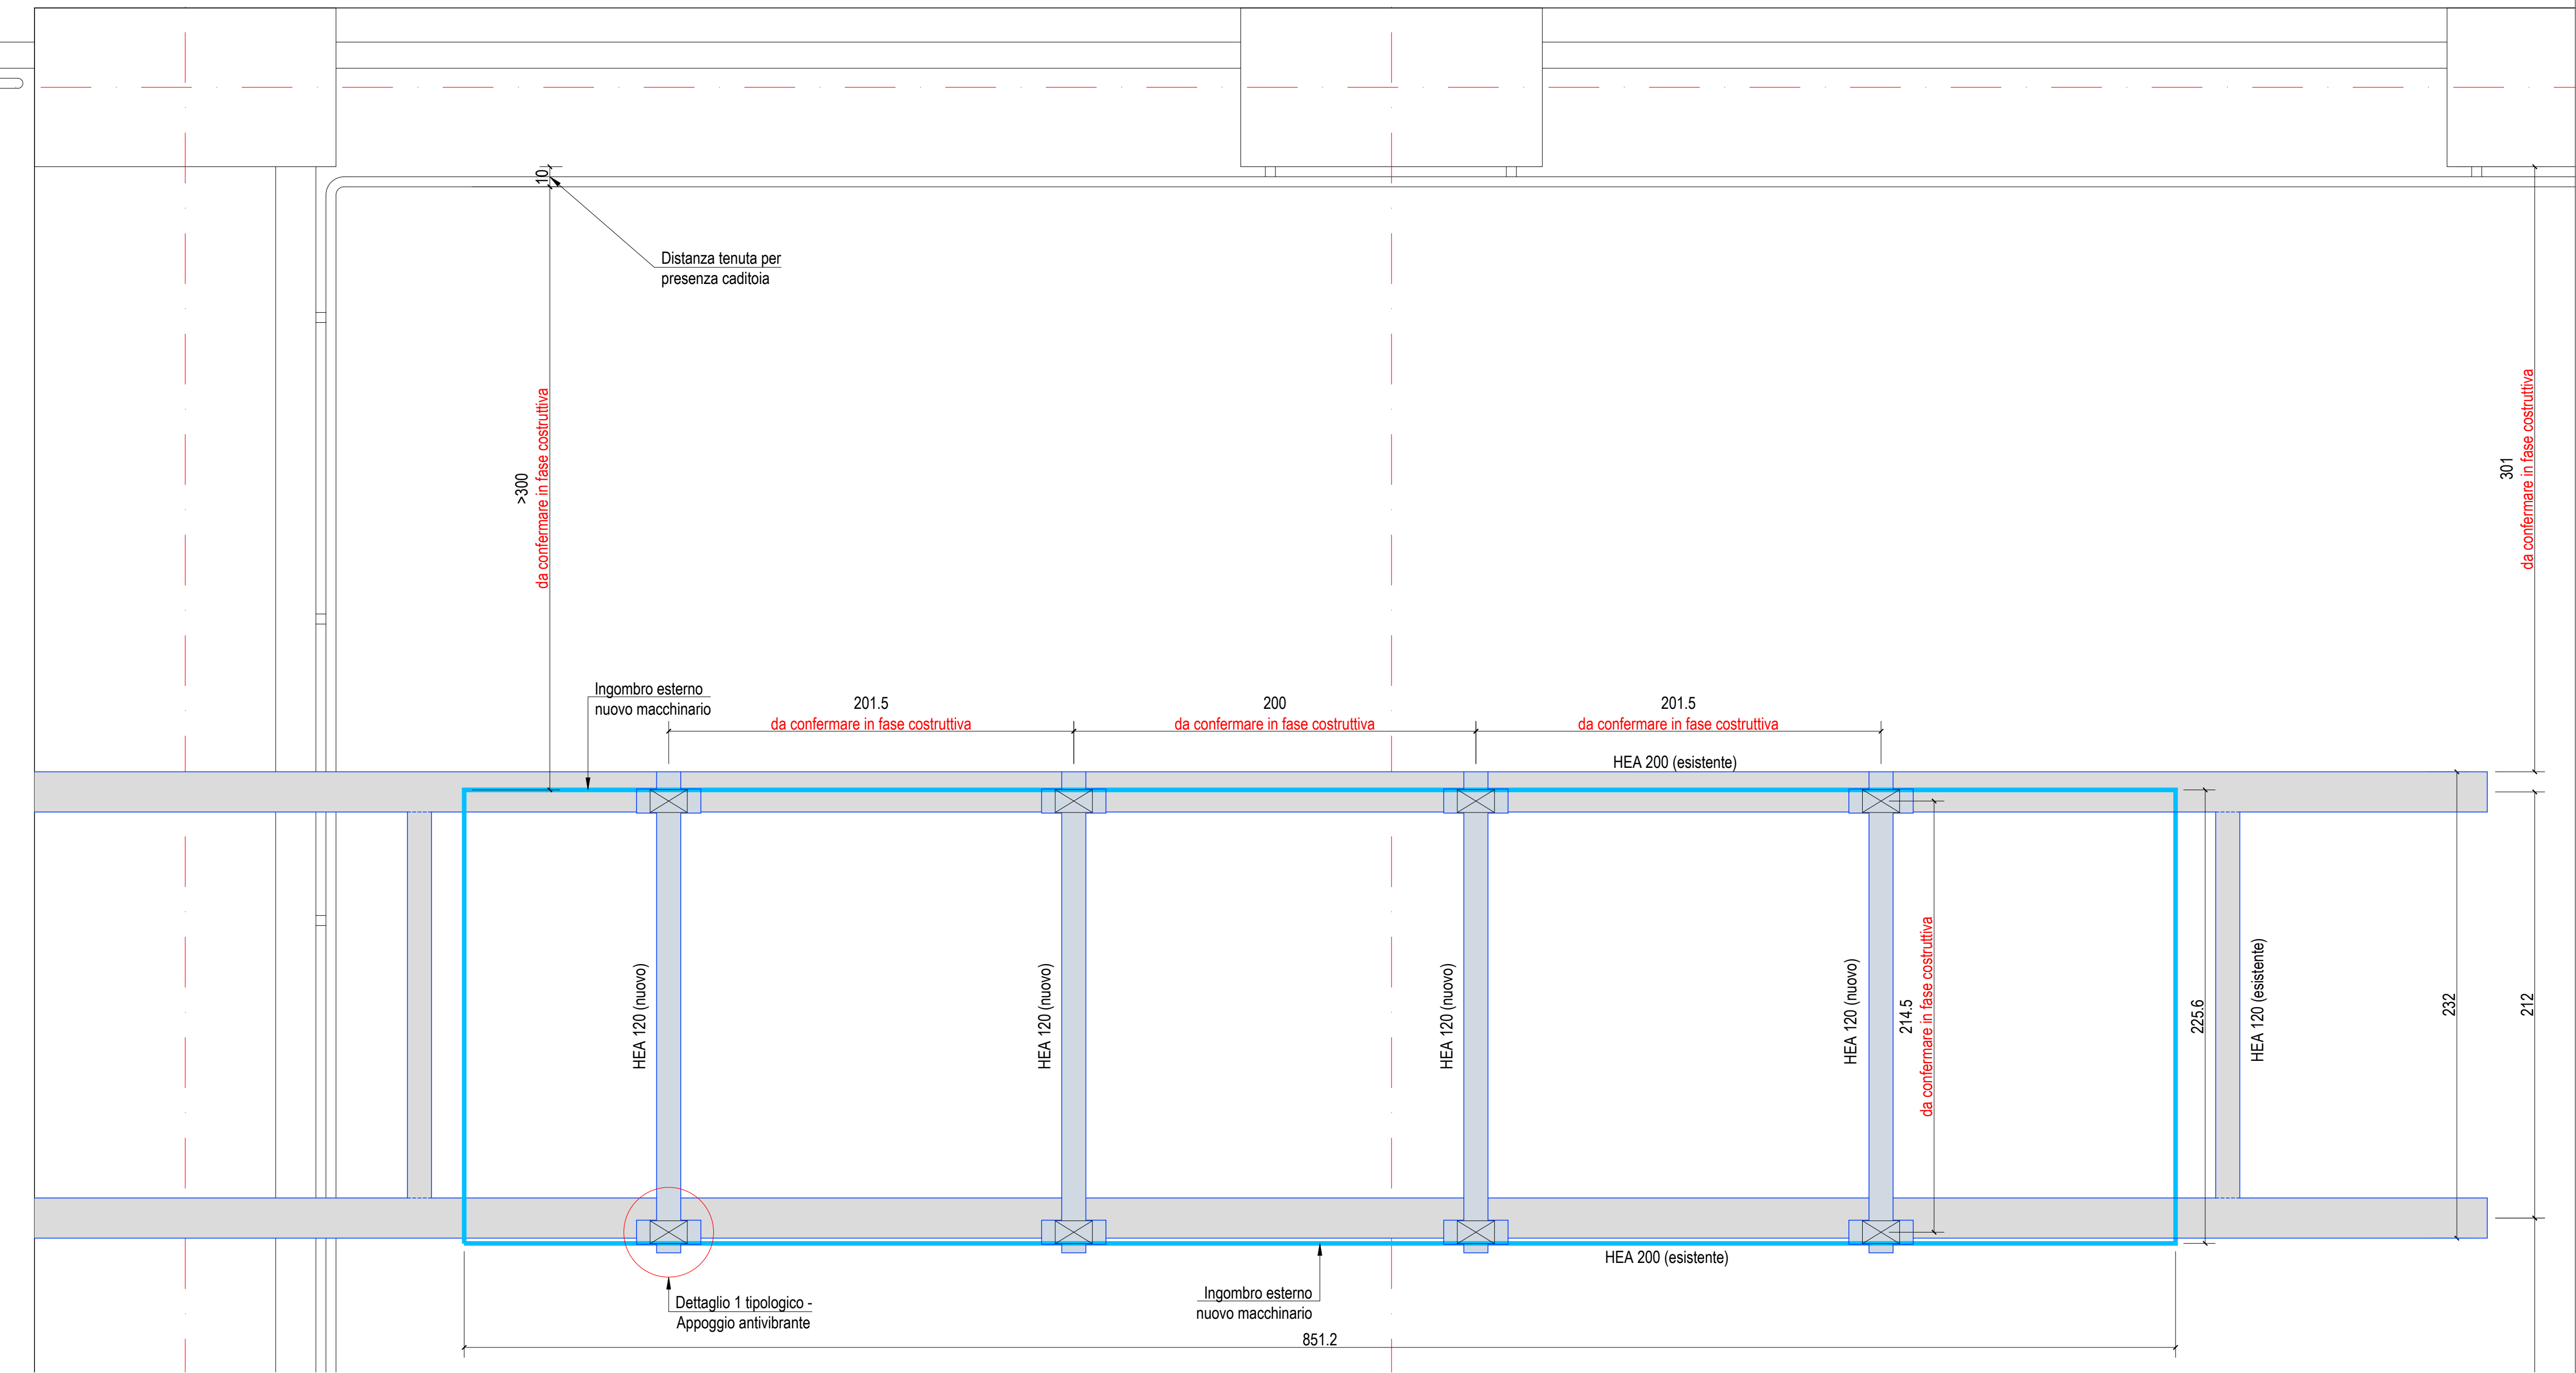 10
Distanza tenuta per
presenza caditoia
>300
da confermare in fase costruttiva
301
da confermare in fase costruttiva
Ingombro esterno
nuovo macchinario
201.5
da confermare in fase costruttiva
200
da confermare in fase costruttiva
201.5
da confermare in fase costruttiva
HEA 200 (esistente)
HEA 120 (nuovo)
HEA 120 (nuovo)
HEA 120 (nuovo)
HEA 120 (nuovo)
214.5
da confermare in fase costruttiva
225.6
HEA 120 (esistente)
232
212
HEA 200 (esistente)
Ingombro esterno
nuovo macchinario
Dettaglio 1 tipologico -
Appoggio antivibrante
851.2